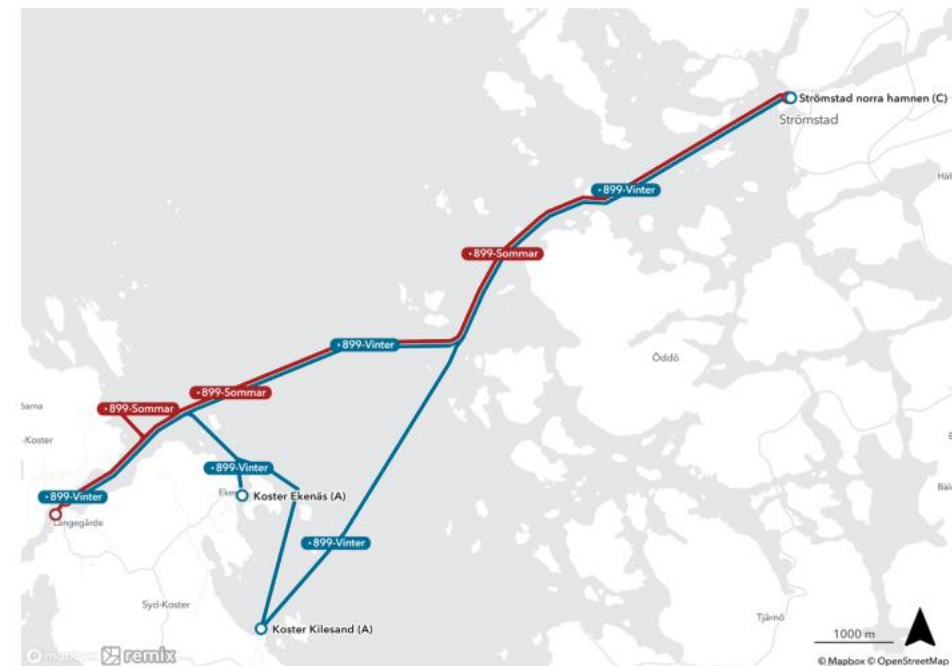 Strömstad norra hamnen (C)
Strömstad
•899-Vinter
•899-Sommar
•899-Vinter
Öddö
•899-Sommar
•899-Sommar
-Koster
•899-Vinter
•899-Vinter
Koster Ekenäs (A)
Långegärde
•899-Vinter
Syd-Koster
Koster Kilesand (A)
Tjärnö
1000 m
mapbox remix
© Mapbox © OpenStreetMap